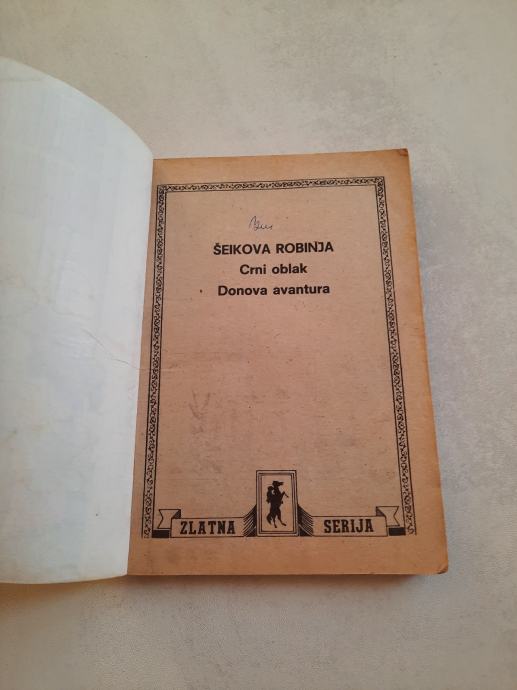 ŠEIKOVA ROBINJA
Crni oblak
Donova avantura
ZLATNA SERIJA